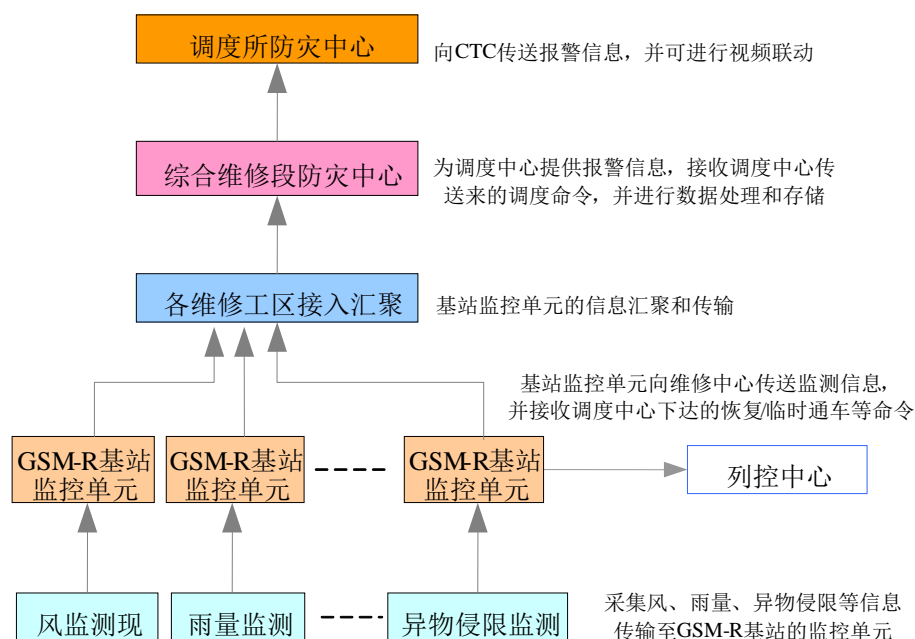 调度所防灾中心
向CTC传送报警信息，并可进行视频联动
综合维修段防灾中心
为调度中心提供报警信息，接收调度中心传
送来的调度命令，并进行数据处理和存储
各维修工区接入汇聚
基站监控单元的信息汇聚和传输
基站监控单元向维修中心传送监测信息，
并接收调度中心下达的恢复/临时通车等命令
GSM-R基站
监控单元
GSM-R基站
监控单元
GSM-R基站
监控单元
列控中心
风监测现
雨量监测
异物侵限监测
采集风、雨量、异物侵限等信息
传输至GSM-R基站的监控单元